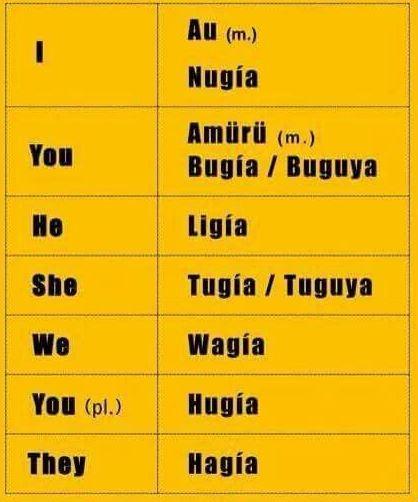 I
Au (m.)
Nugía
You
Amürü (m.)
Bugía / Buguya
He
Ligía
She
Tugía / Tuguya
We
Wagía
You (pl.)
Hugía
They
Hagía